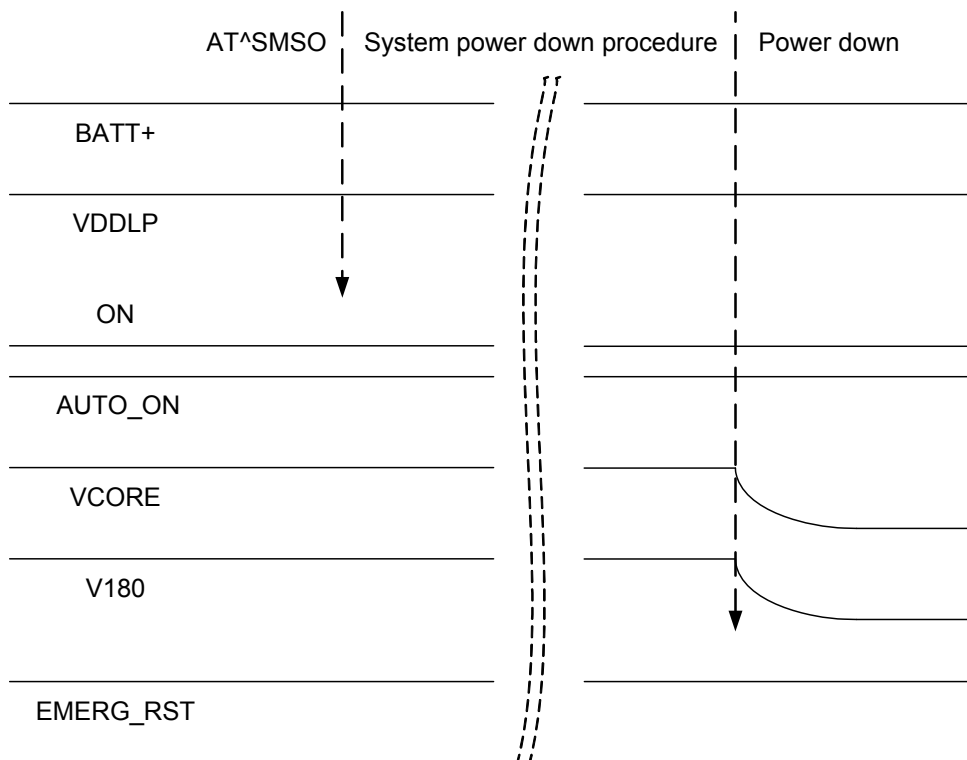 AT^SMSO System power down procedure Power down
BATT+
VDDLP
ON
AUTO_ON
VCORE
V180
EMERG_RST